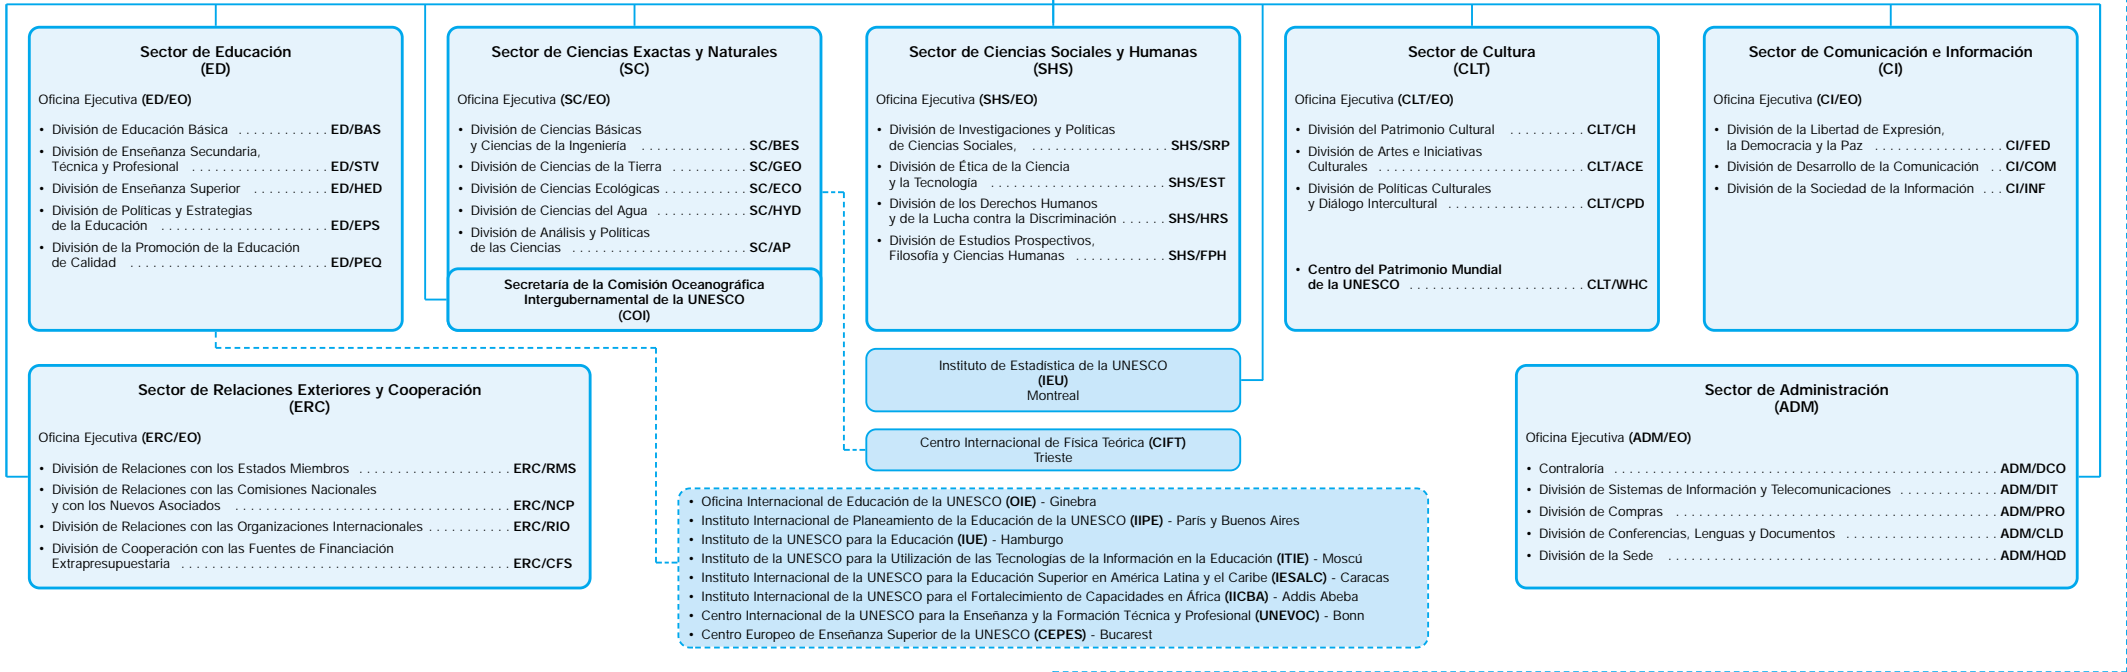 Sector de Educación
(ED)
Oficina Ejecutiva (ED/EO)
• División de Educación Básica . . . . . . . . . . . . ED/BAS
• División de Enseñanza Secundaria,
Técnica y Profesional . . . . . . . . . . . . . . . . . . ED/STV
• División de Enseñanza Superior . . . . . . . . . . ED/HED
• División de Políticas y Estrategias
de la Educación . . . . . . . . . . . . . . . . . . . . . . ED/EPS
• División de la Promoción de la Educación
de Calidad . . . . . . . . . . . . . . . . . . . . . . . . . . ED/PEQ
Sector de Ciencias Exactas y Naturales
(SC)
Oficina Ejecutiva (SC/EO)
• División de Ciencias Básicas
y Ciencias de la Ingeniería . . . . . . . . . . . . . . SC/BES
• División de Ciencias de la Tierra . . . . . . . . . . . SC/GEO
• División de Ciencias Ecológicas . . . . . . . . . . . SC/ECO
• División de Ciencias del Agua . . . . . . . . . . . . . SC/HYD
• División de Análisis y Políticas
de las Ciencias . . . . . . . . . . . . . . . . . . . . . . . SC/AP
Secretaría de la Comisión Oceanográfica
Intergubernamental de la UNESCO
(COI)
Sector de Ciencias Sociales y Humanas
(SHS)
Oficina Ejecutiva (SHS/EO)
• División de Investigaciones y Políticas
de Ciencias Sociales, . . . . . . . . . . . . . . . . . . SHS/SRP
• División de Ética de la Ciencia
y la Tecnología . . . . . . . . . . . . . . . . . . . . . . . SHS/EST
• División de los Derechos Humanos
y de la Lucha contra la Discriminación . . . . . . SHS/HRS
• División de Estudios Prospectivos,
Filosofía y Ciencias Humanas . . . . . . . . . . . . SHS/FPH
Sector de Cultura
(CLT)
Oficina Ejecutiva (CLT/EO)
• División del Patrimonio Cultural . . . . . . . . . . CLT/CH
• División de Artes e Iniciativas
Culturales . . . . . . . . . . . . . . . . . . . . . . . . . . CLT/ACE
• División de Políticas Culturales
y Diálogo Intercultural . . . . . . . . . . . . . . . . . . CLT/CPD
• Centro del Patrimonio Mundial
de la UNESCO . . . . . . . . . . . . . . . . . . . . . . . CLT/WHC
Sector de Comunicación e Información
(CI)
Oficina Ejecutiva (CI/EO)
• División de la Libertad de Expresión,
la Democracia y la Paz . . . . . . . . . . . . . . . . . CI/FED
• División de Desarrollo de la Comunicación . . CI/COM
• División de la Sociedad de la Información . . . CI/INF
Instituto de Estadística de la UNESCO
(IEU)
Montreal
Centro Internacional de Física Teórica (CIFT)
Trieste
Sector de Relaciones Exteriores y Cooperación
(ERC)
Oficina Ejecutiva (ERC/EO)
• División de Relaciones con los Estados Miembros . . . . . . . . . . . . . . . . . . . . ERC/RMS
• División de Relaciones con las Comisiones Nacionales
y con los Nuevos Asociados . . . . . . . . . . . . . . . . . . . . . . . . . . . . . . . . . . . . ERC/NCP
• División de Relaciones con las Organizaciones Internacionales . . . . . . . . . . . ERC/RIO
• División de Cooperación con las Fuentes de Financiación
Extrapresupuestaria . . . . . . . . . . . . . . . . . . . . . . . . . . . . . . . . . . . . . . . . . . . ERC/CFS
• Oficina Internacional de Educación de la UNESCO (OIE) - Ginebra
• Instituto Internacional de Planeamiento de la Educación de la UNESCO (IIPE) - París y Buenos Aires
• Instituto de la UNESCO para la Educación (IUE) - Hamburgo
• Instituto de la UNESCO para la Utilización de las Tecnologías de la Información en la Educación (ITIE) - Moscú
• Instituto Internacional de la UNESCO para la Educación Superior en América Latina y el Caribe (IESALC) - Caracas
• Instituto Internacional de la UNESCO para el Fortalecimiento de Capacidades en África (IICBA) - Addis Abeba
• Centro Internacional de la UNESCO para la Enseñanza y la Formación Técnica y Profesional (UNEVOC) - Bonn
• Centro Europeo de Enseñanza Superior de la UNESCO (CEPES) - Bucarest
Sector de Administración
(ADM)
Oficina Ejecutiva (ADM/EO)
• Contraloría . . . . . . . . . . . . . . . . . . . . . . . . . . . . . . . . . . . . . . . . . . . . . . . . . . ADM/DCO
• División de Sistemas de Información y Telecomunicaciones . . . . . . . . . . . . . . ADM/DIT
• División de Compras . . . . . . . . . . . . . . . . . . . . . . . . . . . . . . . . . . . . . . . . . . ADM/PRO
• División de Conferencias, Lenguas y Documentos . . . . . . . . . . . . . . . . . . . . ADM/CLD
• División de la Sede . . . . . . . . . . . . . . . . . . . . . . . . . . . . . . . . . . . . . . . . . . . ADM/HQD